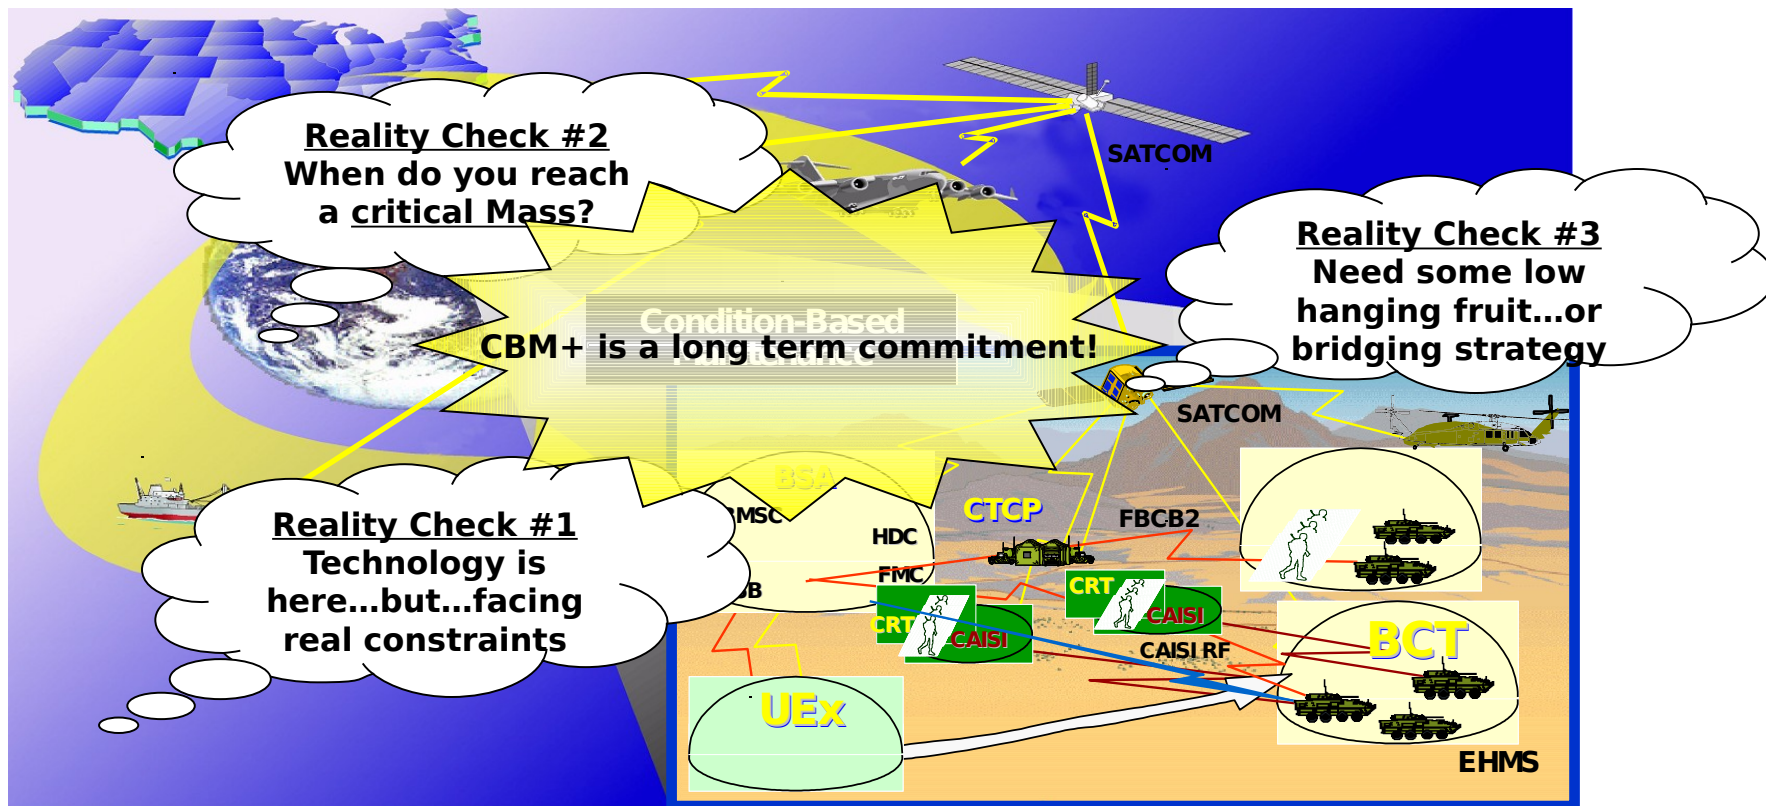 Reality Check #2
When do you reach
a critical Mass?
SATCOM
Reality Check #3
Need some low
hanging fruit...or
bridging strategy
Condition-Based
Maintenance
CBM+ is a long term commitment!
SATCOM
BSA
CTCP
FBCB2
HDC
FMC
Reality Check #1
Technology is
here...but...facing
real constraints
CRT
CAISI
CRT
CAISI
CAISI RF
BCT
UEx
EHMS